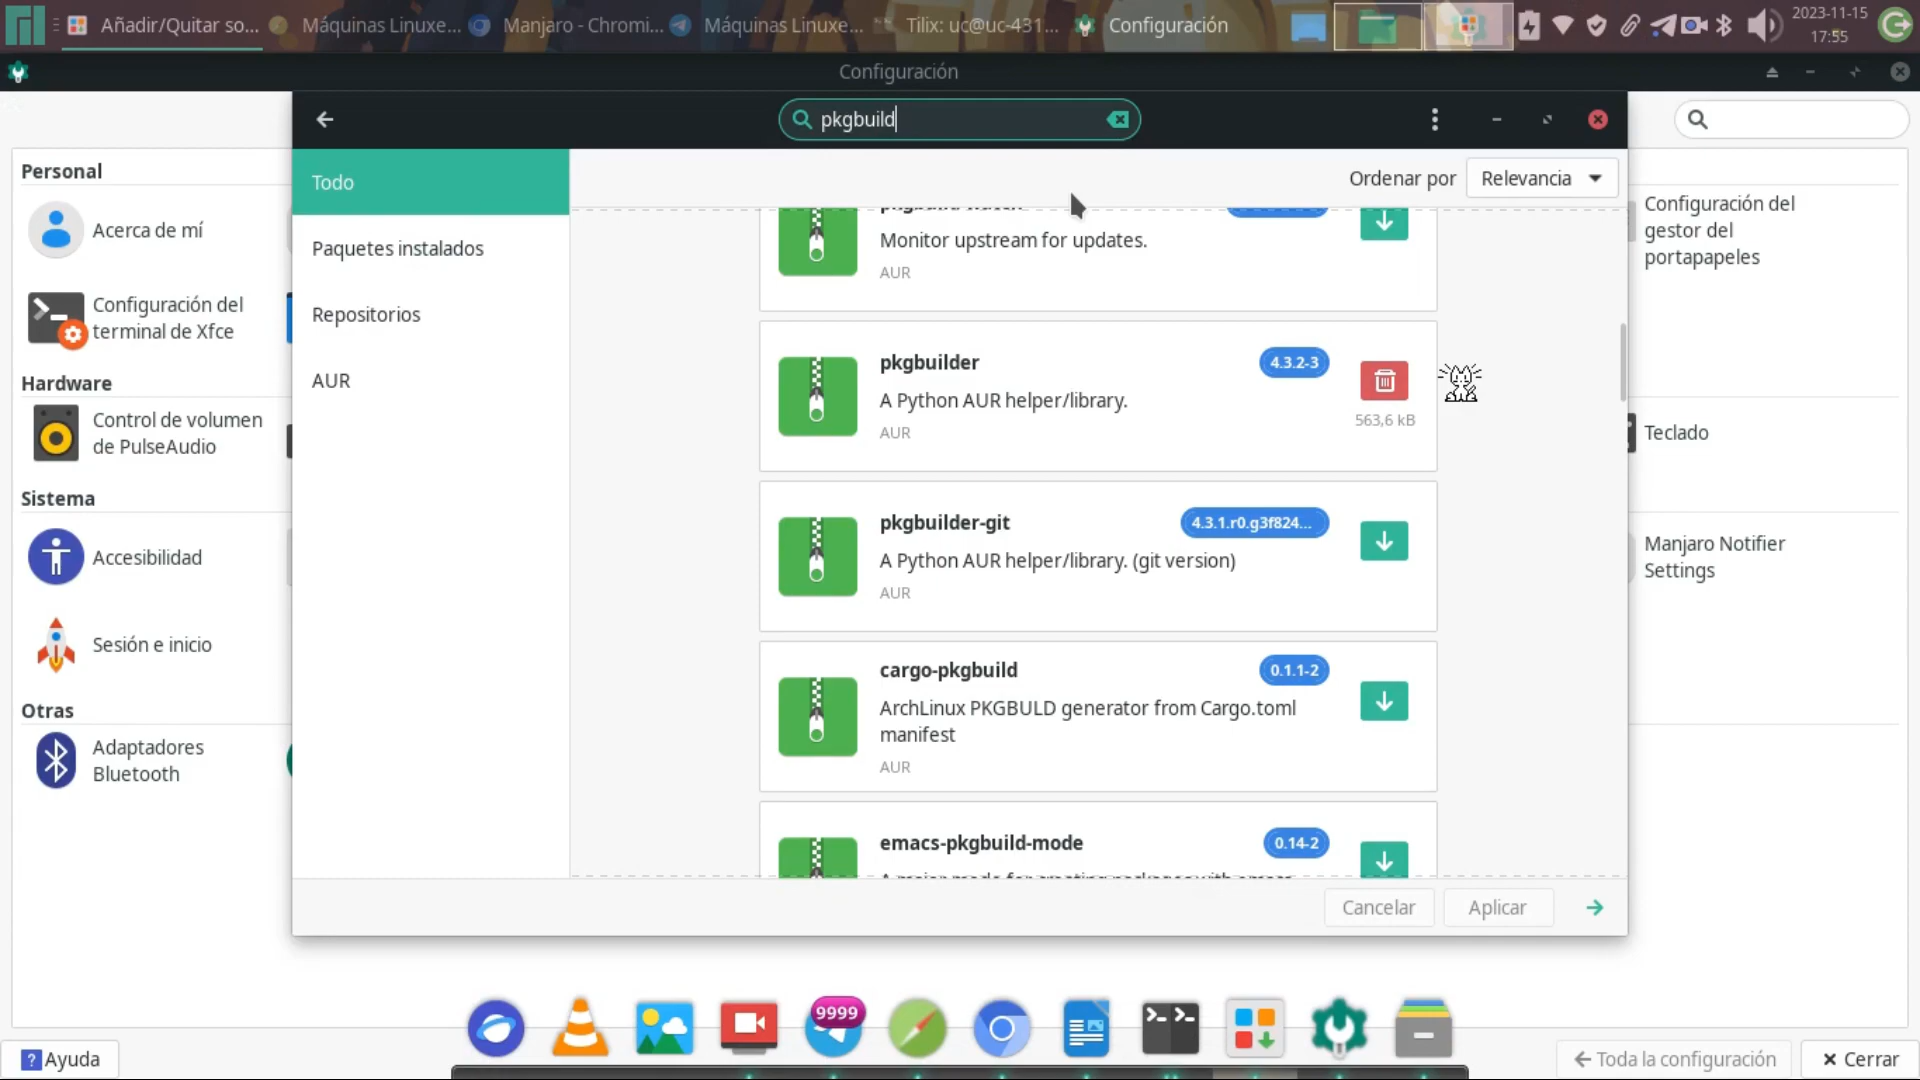 Añadir/Quitar so...
Máquinas Linuxe...
Manjaro - Chromi...
Máquinas Linuxe...
Tilix: uc@uc-431...
Configuración
2023-11-15
17:55
Configuración
pkgbuild
Personal
Acerca de mí
Configuración del
terminal de Xfce
Hardware
Control de volumen
de PulseAudio
Sistema
Accesibilidad
Sesión e inicio
Otras
Adaptadores
Bluetooth
Todo
Paquetes instalados
Repositorios
AUR
Ordenar por
Relevancia
Monitor upstream for updates.
AUR
pkgbuilder
4.3.2-3
A Python AUR helper/library.
563,6 kB
AUR
pkgbuilder-git
4.3.1.r0.g3f824...
A Python AUR helper/library. (git version)
AUR
cargo-pkgbuild
0.1.1-2
ArchLinux PKGBULD generator from Cargo.toml
manifest
AUR
emacs-pkgbuild-mode
0.14-2
Cancelar
Aplicar
Configuración del
gestor del
portapapeles
Teclado
Manjaro Notifier
Settings
9999
? Ayuda
Toda la configuración
Cerrar